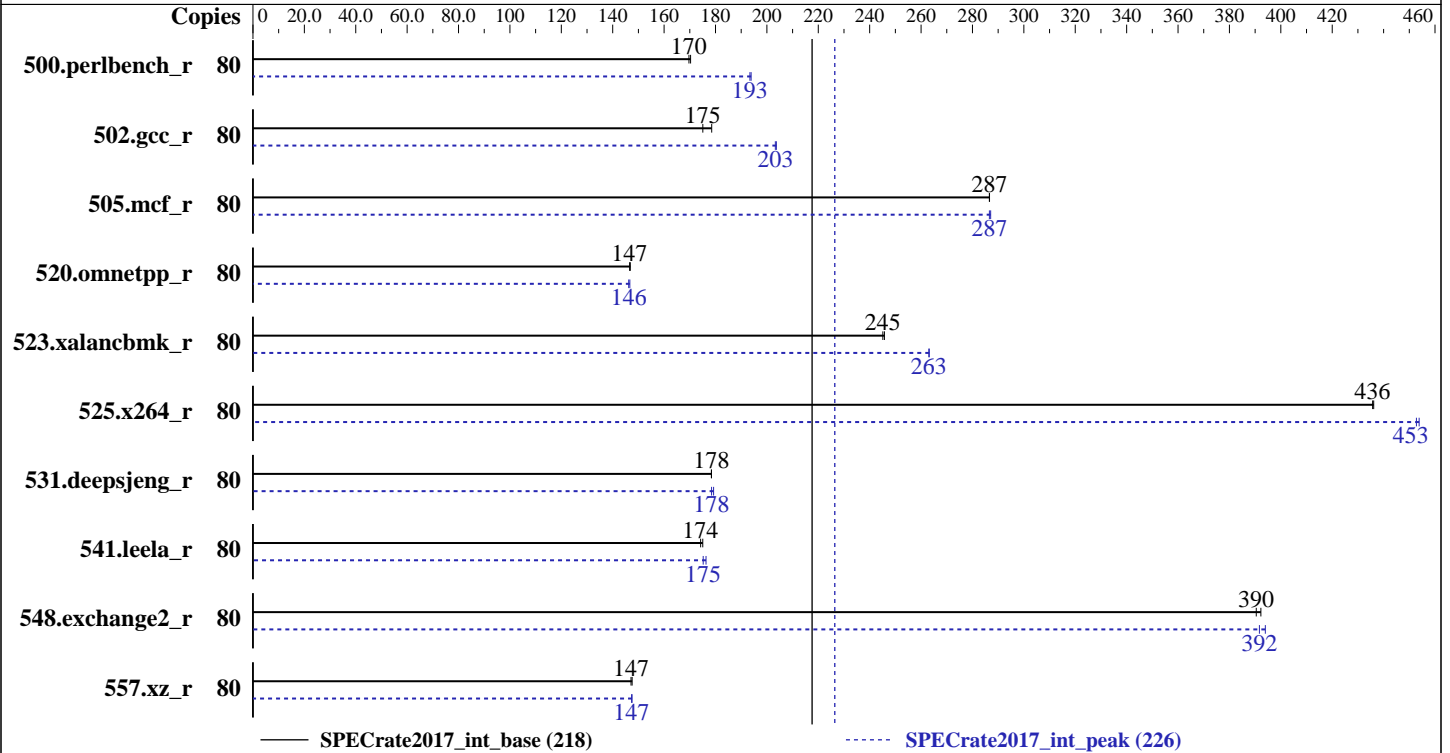 Copies 0 20.0 40.0 60.0 80.0 100 120 140 160 180 200 220 240 260 280 300 320 340 360 380 400 420 460
170
500.perlbench_r 80
193
175
502.gcc_r 80
203
287
505.mcf_r 80
287
147
520.omnetpp_r 80
146
245
523.xalancbmk_r 80
263
436
525.x264_r 80
453
178
531.deepsjeng_r 80
178
174
541.leela_r 80
175
390
548.exchange2_r 80
392
147
557.xz_r 80
147
SPECrate2017_int_base (218) SPECrate2017_int_peak (226)